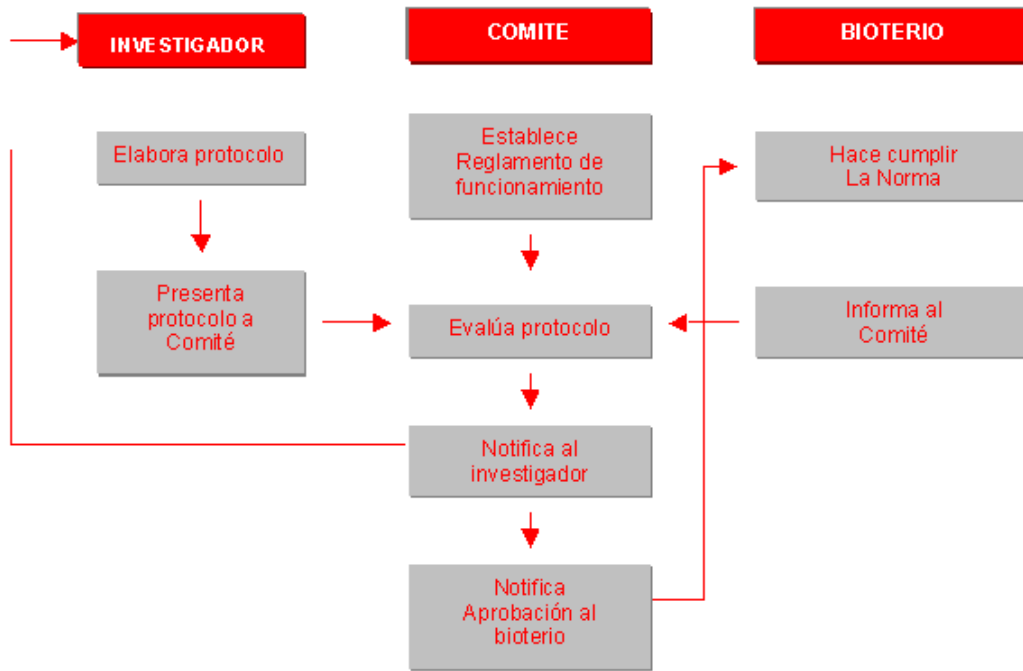 INVESTIGADOR
COMITE
BIOTERIO
Elabora protocolo
Establece
Reglamento de
funcionamiento
Hace cumplir
La Norma
Presenta
protocolo a
Comité
Evalúa protocolo
Informa al
Comité
Notifica al
investigador
Notifica
Aprobación al
bioterio